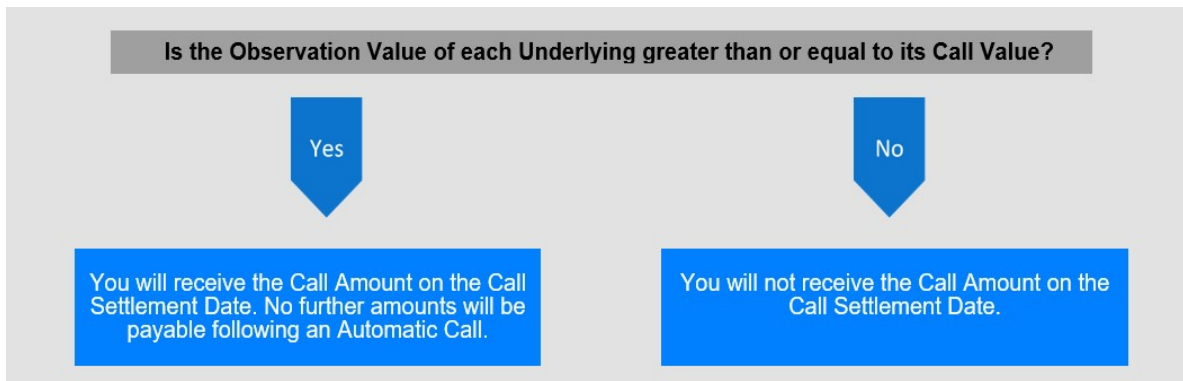 Is the Observation Value of each Underlying greater than or equal to its Call Value?
Yes
No
You will receive the Call Amount on the Call
Settlement Date. No further amounts will be
payable following an Automatic Call.
You will not receive the Call Amount on the
Call Settlement Date.